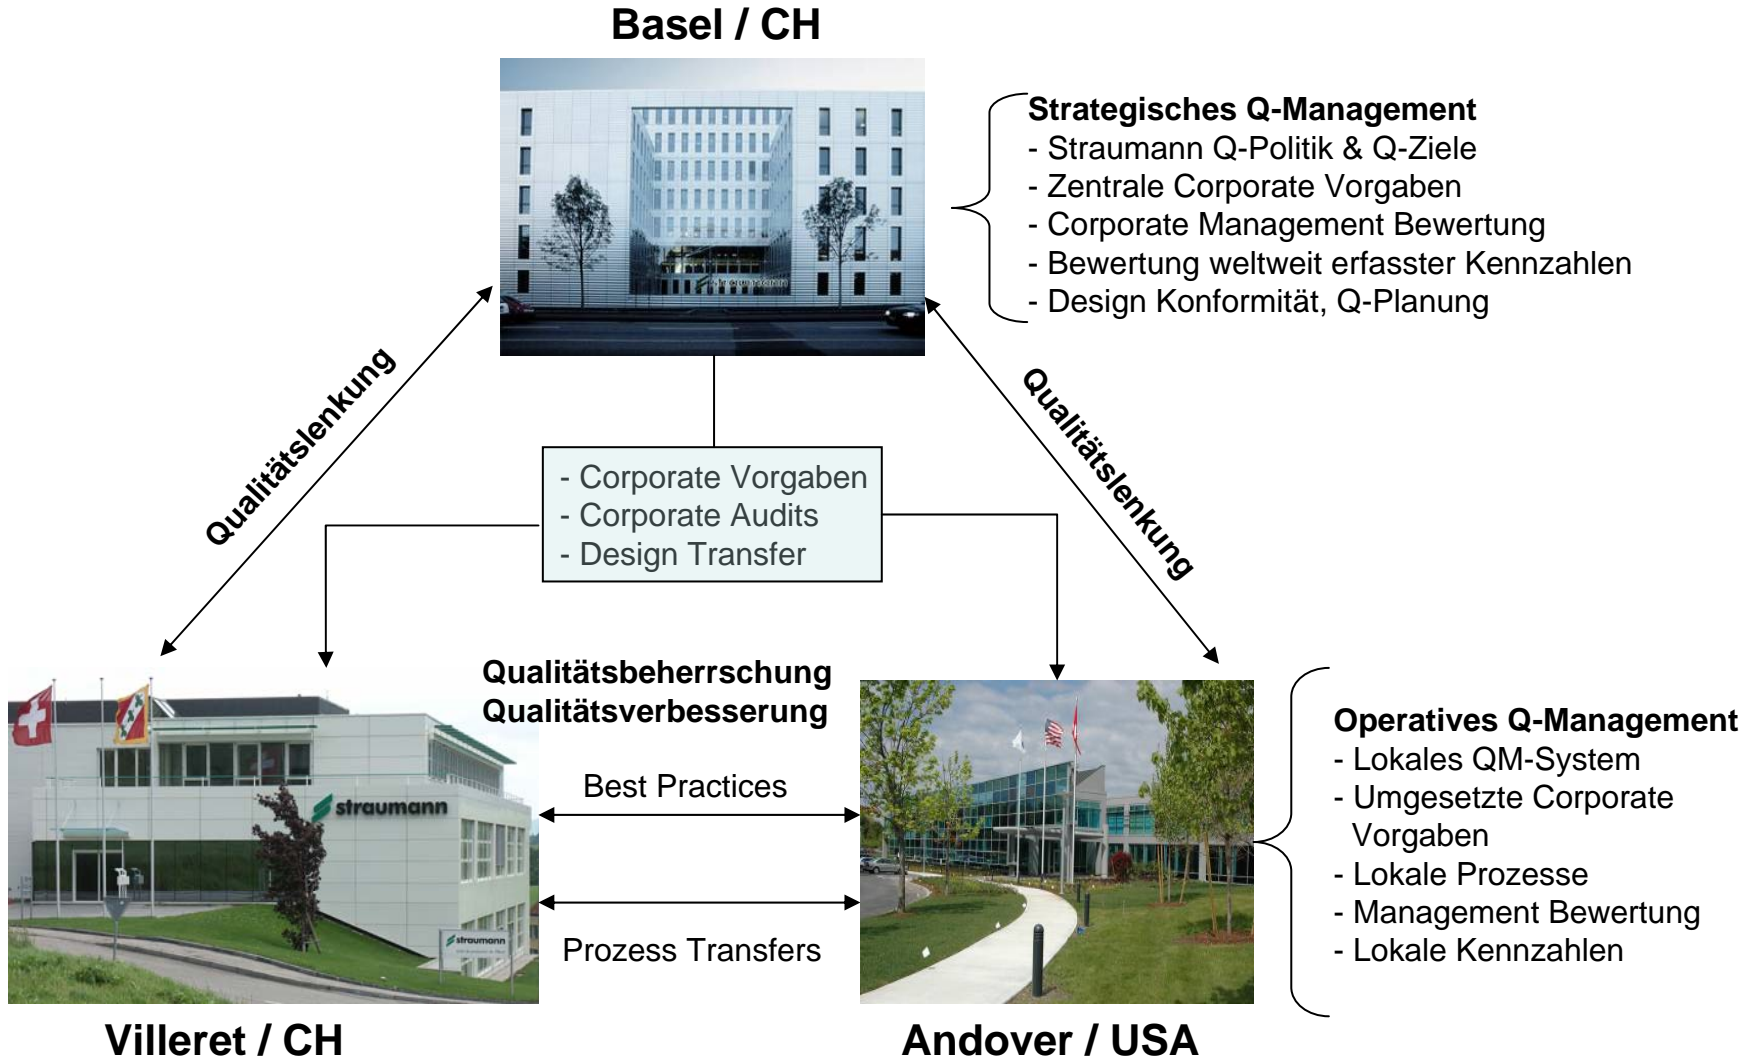 Basel / CH
straumann
Strategisches Q-Management
- Straumann Q-Politik & Q-Ziele
- Zentrale Corporate Vorgaben
- Corporate Management Bewertung
- Bewertung weltweit erfasster Kennzahlen
- Design Konformität, Q-Planung
Qualitätslenkung
Qualitätslenkung
- Corporate Vorgaben
- Corporate Audits
- Design Transfer
Qualitätsbeherrschung
Qualitätsverbesserung
straumann
straumann
Best Practices
Prozess Transfers
Operatives Q-Management
- Lokales QM-System
- Umgesetzte Corporate
Vorgaben
- Lokale Prozesse
- Management Bewertung
- Lokale Kennzahlen
Villeret / CH
Andover / USA